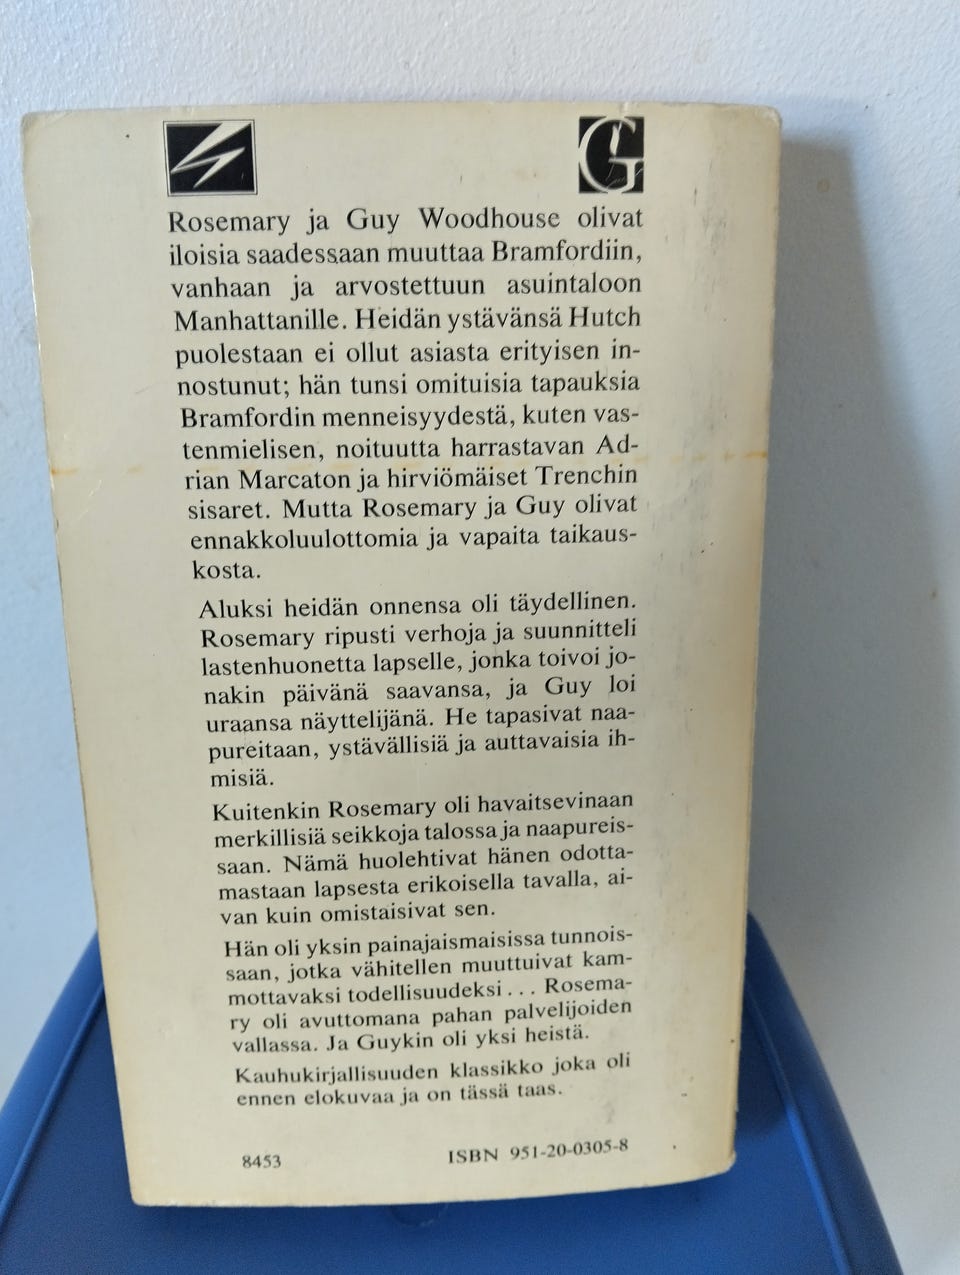 G
Rosemary ja Guy Woodhouse olivat
iloisia saadessaan muuttaa Bramfordiin,
vanhaan ja arvostettuun asuintaloon
Manhattanille. Heidän ystävänsä Hutch
puolestaan ei ollut asiasta erityisen in-
nostunut; hän tunsi omituisia tapauksia
Bramfordin menneisyydestä, kuten vas-
tenmielisen, noituutta harrastavan Ad-
rian Marcaton ja hirviömäiset Trenchin
sisaret. Mutta Rosemary ja Guy olivat
ennakkoluulottomia ja vapaita taikaus-
kosta.
Aluksi heidän onnensa oli täydellinen.
Rosemary ripusti verhoja ja suunnitteli
lastenhuonetta lapselle, jonka toivoi jo-
nakin päivänä saavansa, ja Guy loi
uraansa näyttelijänä. He tapasivat naa-
pureitaan, ystävällisiä ja auttavaisia ih-
misiä.
Kuitenkin Rosemary oli havaitsevinaan
merkillisiä seikkoja talossa ja naapureis-
saan. Nämä huolehtivat hänen odotta-
mastaan lapsesta erikoisella tavalla, ai-
van kuin omistaisivat sen.
Hän oli yksin painajaismaisissa tunnois-
saan, jotka vähitellen muuttuivat kam-
mottavaksi todellisuudeksi... Rosema-
ry oli avuttomana pahan palvelijoiden
vallassa. Ja Guykin oli yksi heistä.
Kauhukirjallisuuden klassikko joka oli
ennen elokuvaa ja on tässä taas.
8453 ISBN 951-20-0305-8